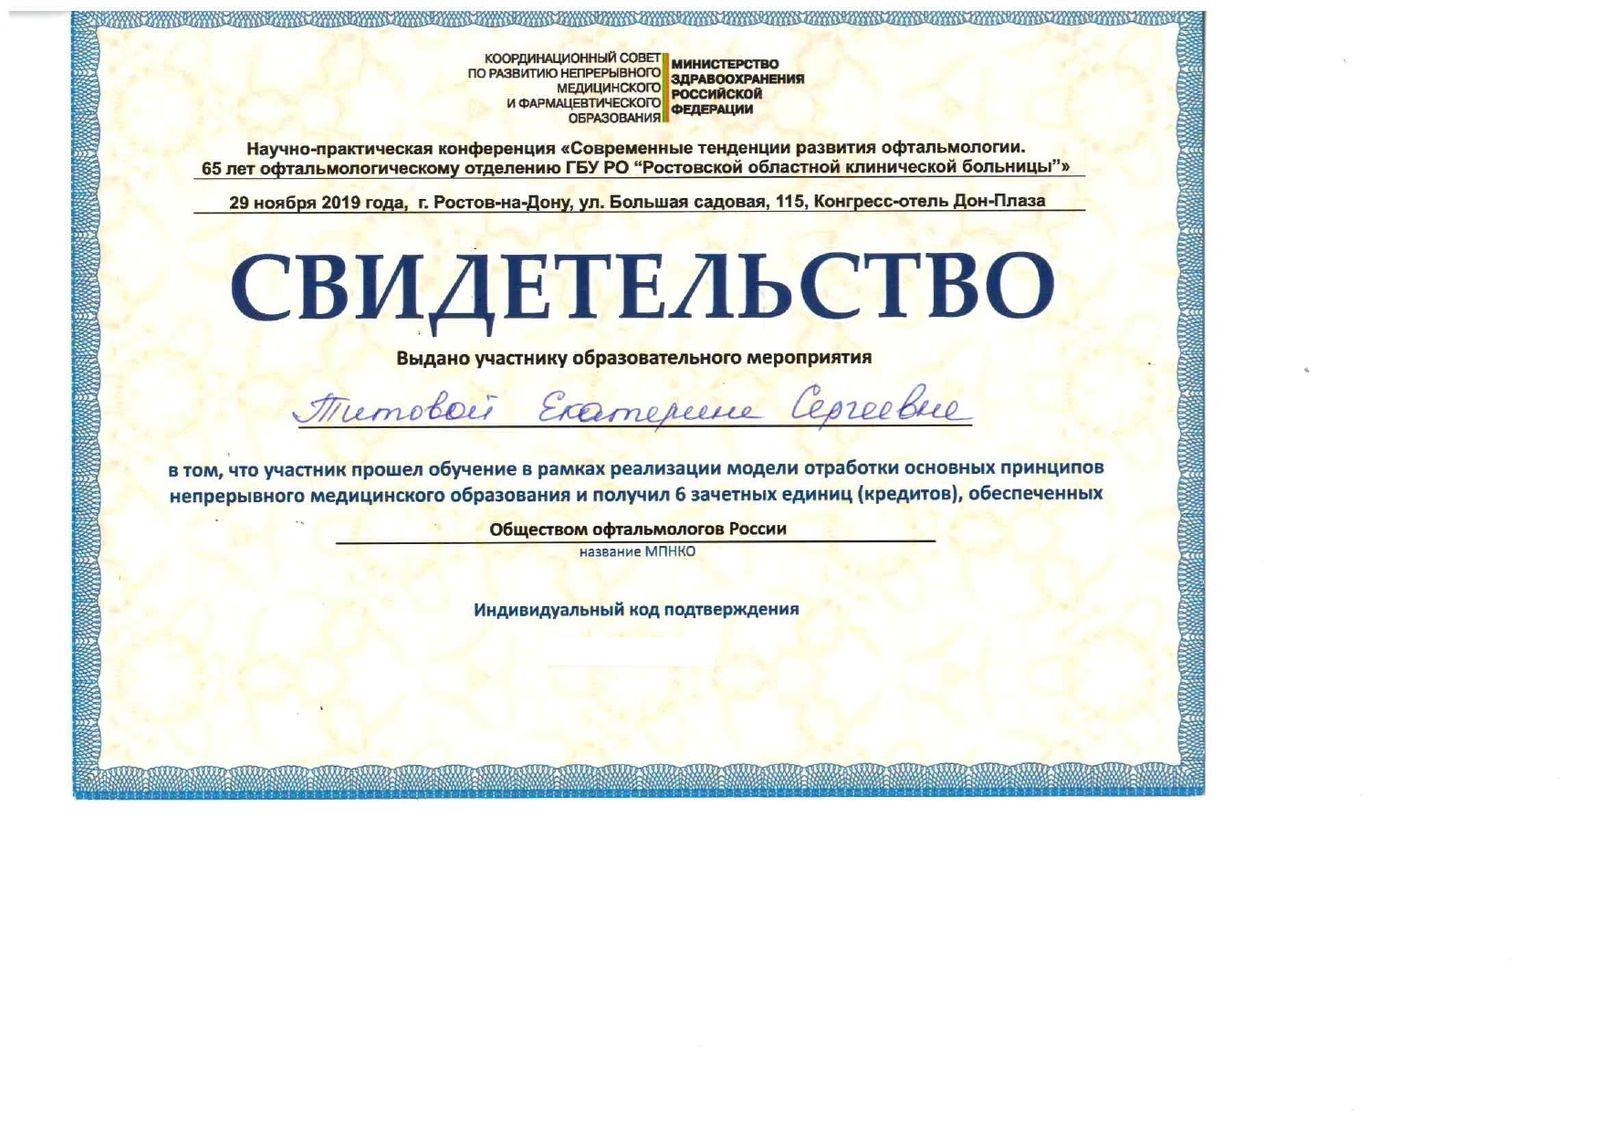 КООРДИНАЦИОННЫЙ СОВЕТ
ПО РАЗВИТИЮ НЕПРЕРЫВНОГО
МЕДИЦИНСКОГО
И ФАРМАЦЕВТИЧЕСКОГО
ОБРАЗОВАНИЯ
МИНИСТЕРСТВО
ЗДРАВООХРАНЕНИЯ
РОССИЙСКОЙ
ФЕДЕРАЦИИ
Научно-практическая конференция «Современные тенденции развития офтальмологии.
65 лет офтальмологическому отделению ГБУ РО “Ростовской областной клинической больницы”»
29 ноября 2019 года, г. Ростов-на-Дону, ул. Большая садовая, 115, Конгресс-отель Дон-Плаза
СВИДЕТЕЛЬСТВО
Выдано участнику образовательного мероприятия
Титовой Екатерине Сергеевне
в том, что участник прошел обучение в рамках реализации модели отработки основных принципов
непрерывного медицинского образования и получил 6 зачетных единиц (кредитов), обеспеченных
Обществом офтальмологов России
название МПНКО
Индивидуальный код подтверждения